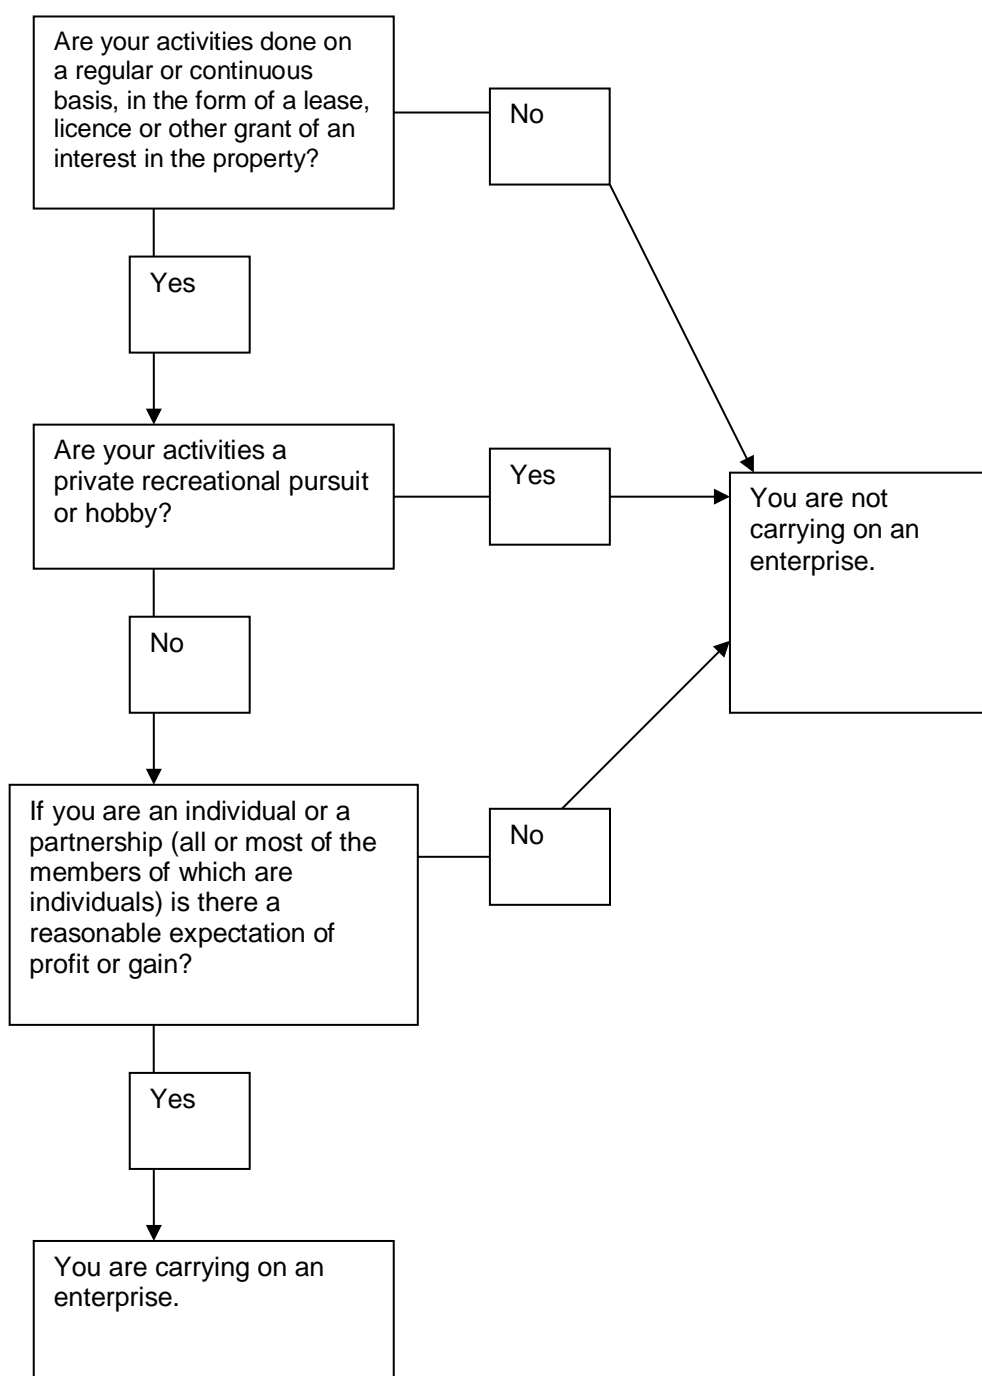 Are your activities done on
a regular or continuous
basis, in the form of a lease,
licence or other grant of an
interest in the property?
No
Yes
Are your activities a
private recreational pursuit
or hobby?
Yes
You are not
carrying on an
enterprise.
No
If you are an individual or a
partnership (all or most of the
members of which are
individuals) is there a
reasonable expectation of
profit or gain?
No
Yes
You are carrying on an
enterprise.